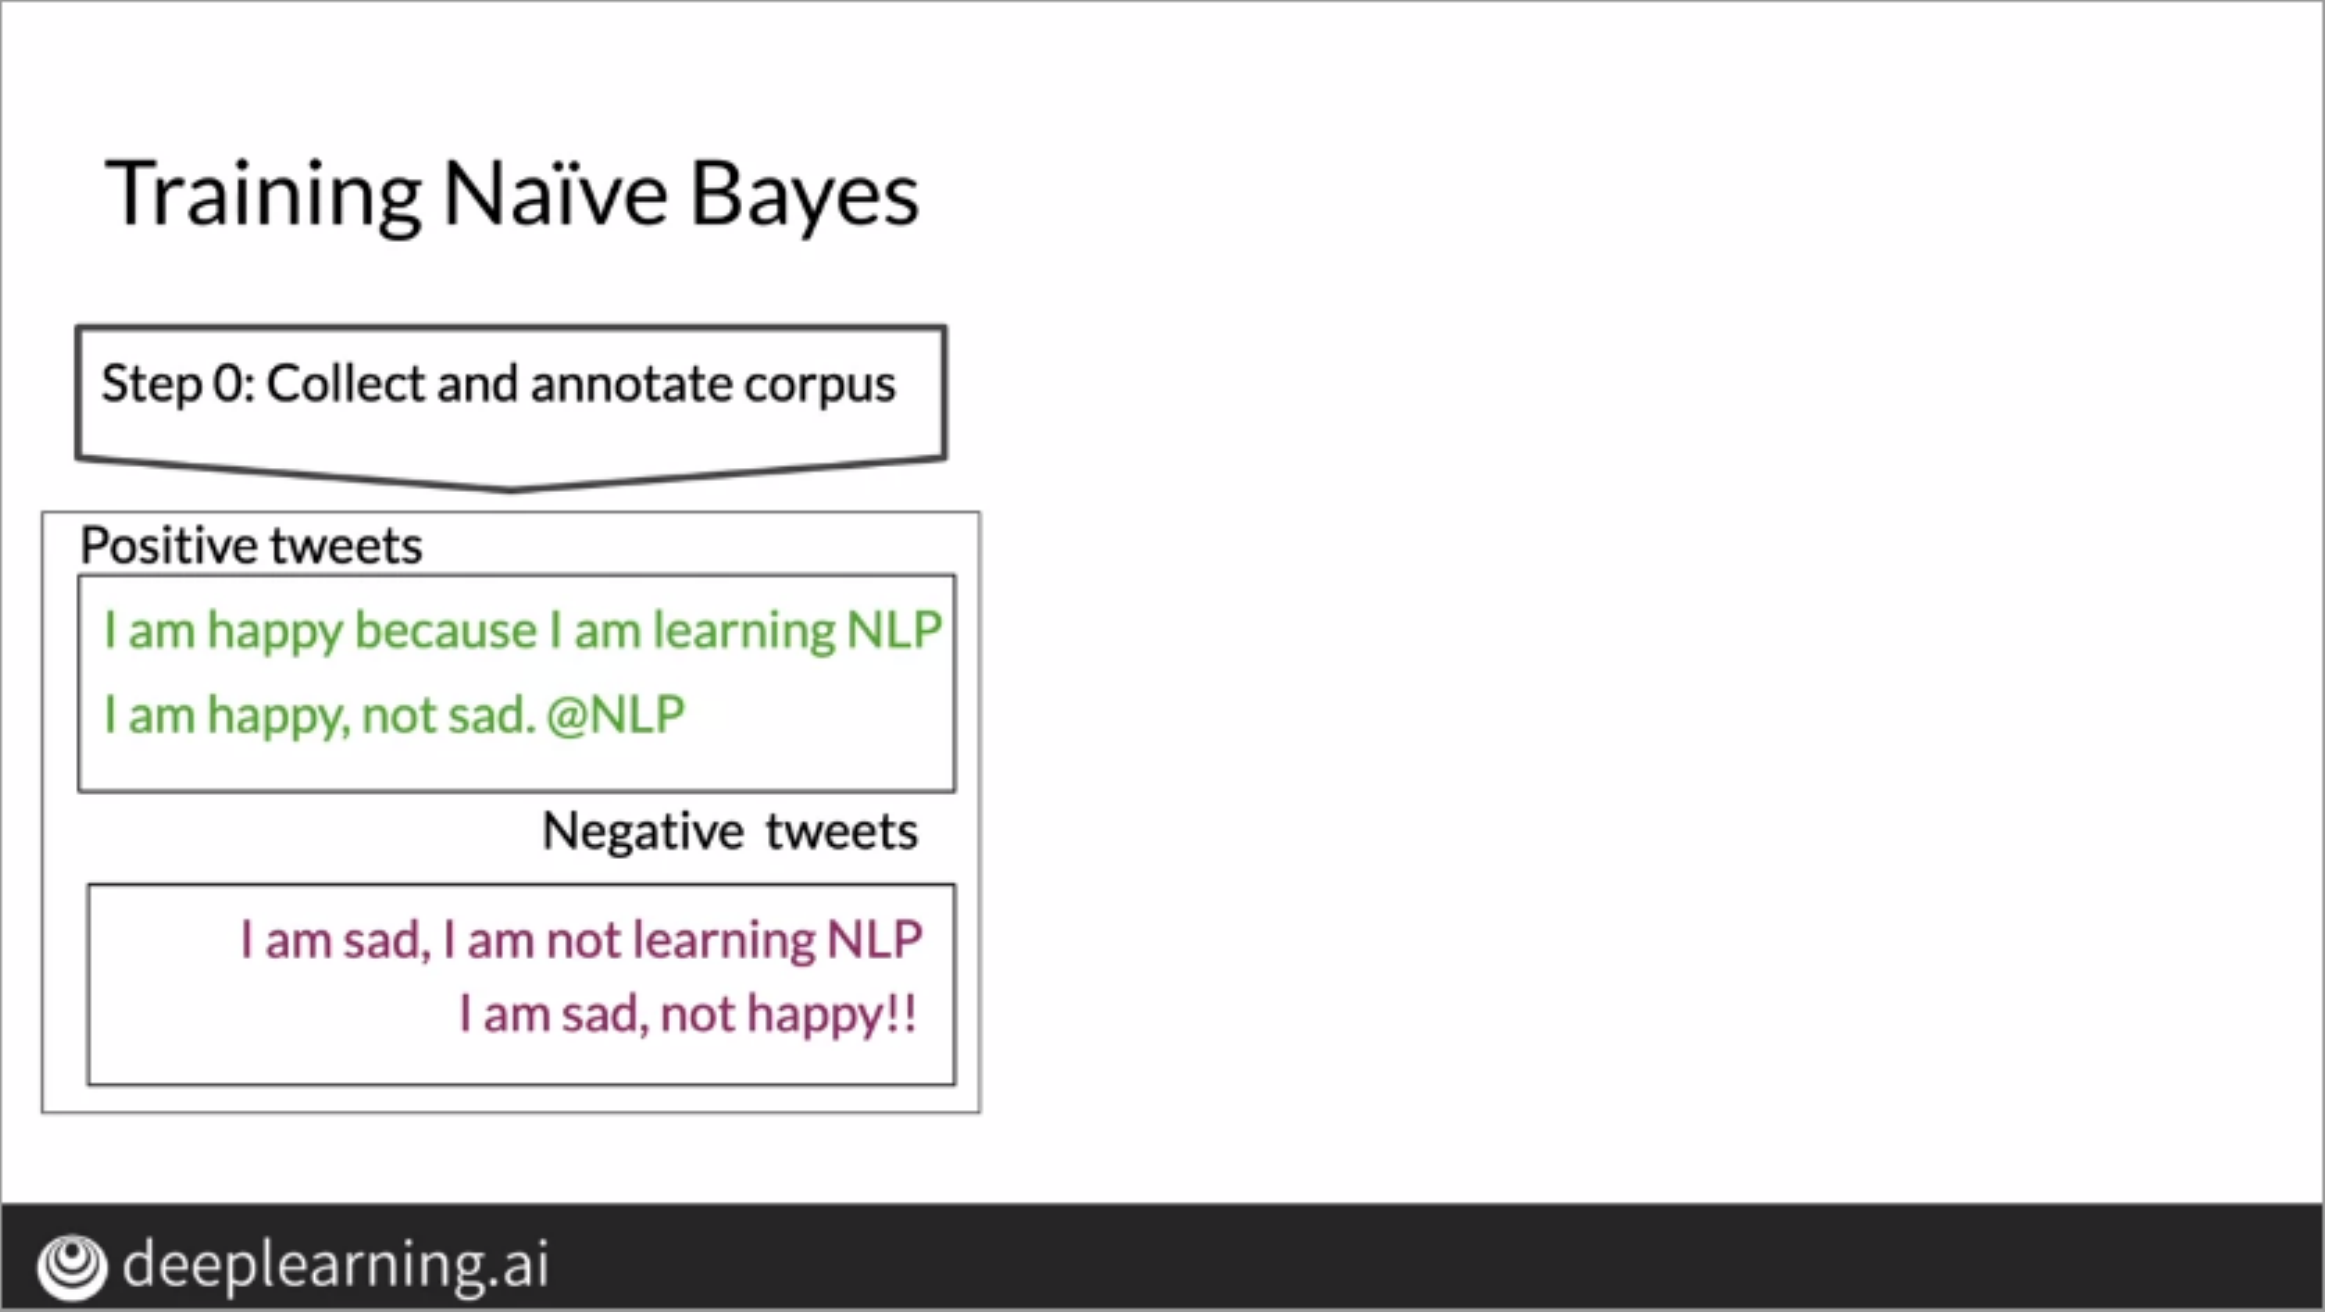 Training Naïve Bayes
Step 0: Collect and annotate corpus
Positive tweets
I am happy because I am learning NLP
I am happy, not sad. @NLP
Negative tweets
I am sad, I am not learning NLP
I am sad, not happy!!
deeplearning.ai